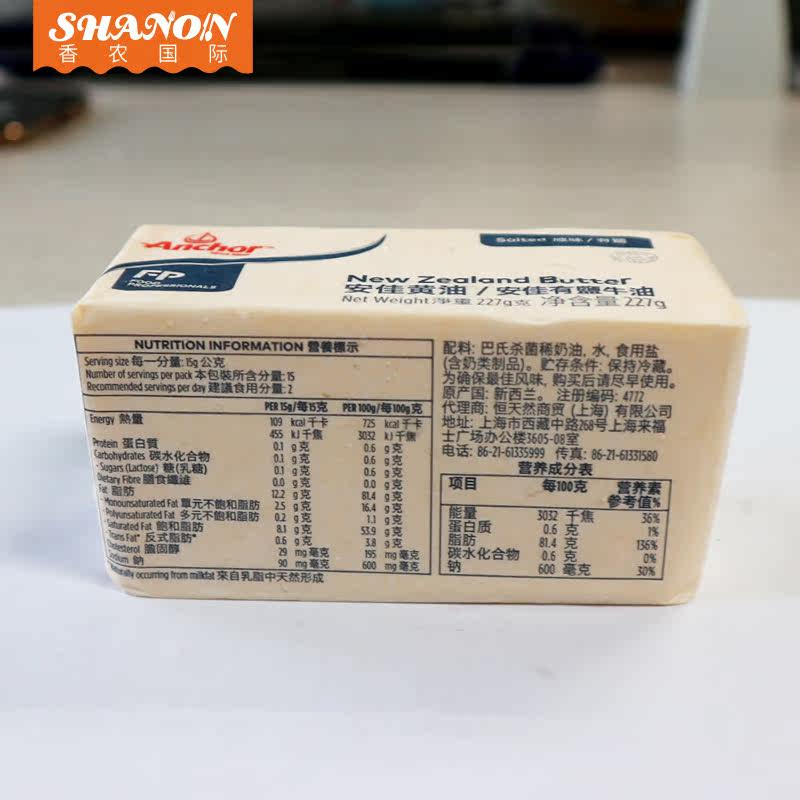 SHANON
香农国际
Anchor
FP
FOOD
PROFESSIONALS
Salted 咸味/有鹽
New Zealand Butter
安佳黄油 / 安佳有鹽牛油
Net Weight 淨重 227g克 净含量 227g
NUTRITION INFORMATION 營養標示
Serving size 每一分量: 15g 公克
Number of servings per pack 本包裝所含分量: 15
Recommended servings per day 建議食用分量: 2
PER 15g/每15克 PER 100g/每100g克
Energy 熱量 109 kcal 千卡 725 kcal 千卡
455 kJ 千焦 3032 kJ 千焦
Protein 蛋白質 0.1 g 克 0.6 g 克
Carbohydrates 碳水化合物 0.1 g 克 0.6 g 克
- Sugars (Lactose) 糖(乳糖) 0.1 g 克 0.6 g 克
Dietary Fibre 膳食纖維 0.0 g 克 0.0 g 克
Fat 脂肪 12.2 g 克 81.4 g 克
- Monounsaturated Fat 單元不飽和脂肪 2.5 g 克 16.4 g 克
- Polyunsaturated Fat 多元不飽和脂肪 0.2 g 克 1.1 g 克
- Saturated Fat 飽和脂肪 8.1 g 克 53.9 g 克
- Trans Fat* 反式脂肪* 0.6 g 克 3.8 g 克
Cholesterol 膽固醇 29 mg 毫克 195 mg 毫克
Sodium 鈉 90 mg 毫克 600 mg 毫克
Naturally occurring from milkfat 來自乳脂中天然形成
配料: 巴氏杀菌稀奶油, 水, 食用盐
(含奶类制品)。 贮存条件: 保持冷藏。
为确保最佳风味, 购买后请尽早使用。
原产国: 新西兰。 注册编码: 4772
代理商: 恒天然商贸 (上海) 有限公司
地址: 上海市西藏中路268号上海来福
士广场办公楼3605-08室
电话: 86-21-61335999 传真: 86-21-61331580
营养成分表
项目 每100克 营养素
参考值%
能量 3032 千焦 36%
蛋白质 0.6 克 1%
脂肪 81.4 克 136%
碳水化合物 0.6 克 0%
钠 600 毫克 30%